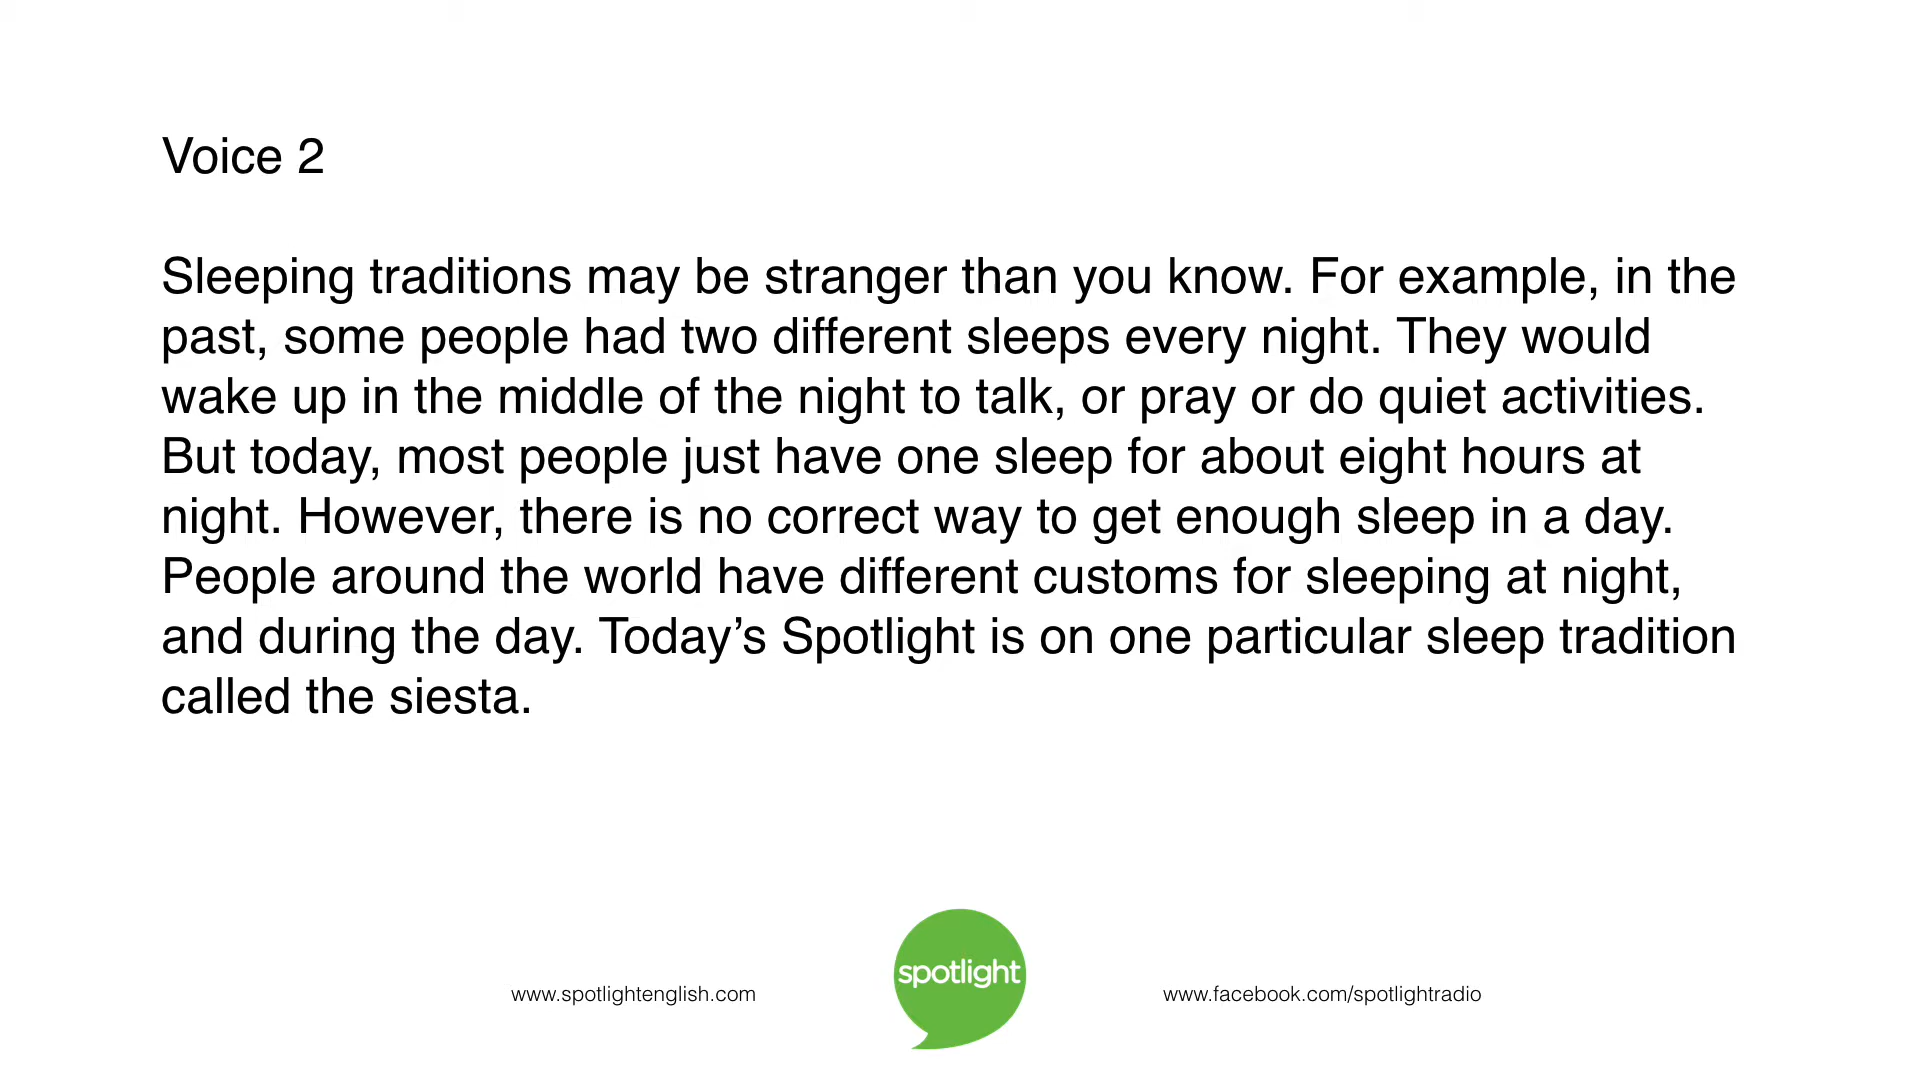 Voice 2
Sleeping traditions may be stranger than you know. For example, in the
past, some people had two different sleeps every night. They would
wake up in the middle of the night to talk, or pray or do quiet activities.
But today, most people just have one sleep for about eight hours at
night. However, there is no correct way to get enough sleep in a day.
People around the world have different customs for sleeping at night,
and during the day. Today’s Spotlight is on one particular sleep tradition
called the siesta.
www.spotlightenglish.com
spotlight
www.facebook.com/spotlightradio